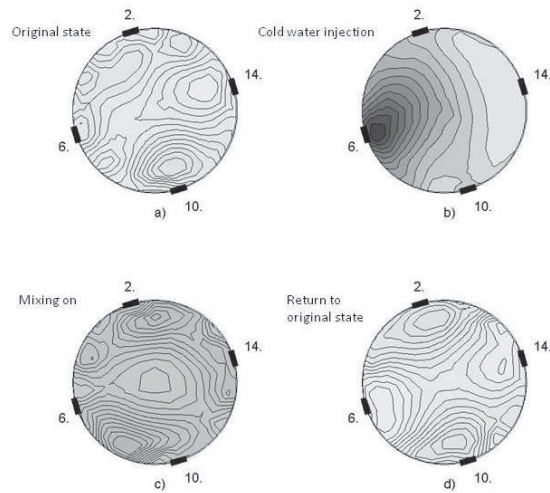 Original state
2.
14.
6.
10.
a)
Cold water injection
2.
14.
6.
10.
b)
Mixing on
2.
14.
6.
10.
c)
Return to
original state
2.
14.
6.
10.
d)